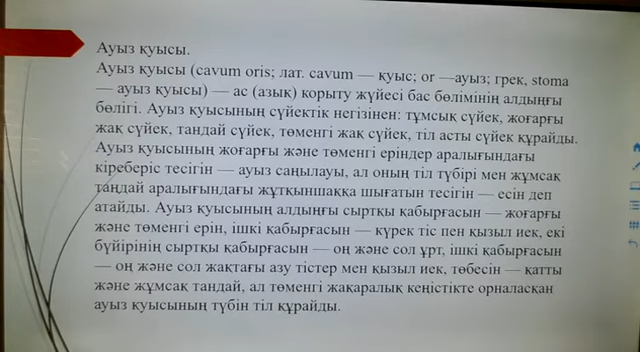 Ауыз қуысы.
Ауыз қуысы (cavum oris; лат. cavum — қуыс; or —ауыз; грек, stoma
— ауыз қуысы) — ас (азық) қорыту жүйесі бас бөлімінің алдыңғы
бөлігі. Ауыз қуысының сүйектік негізінен: тұмсық сүйек, жоғарғы
жақ сүйек, таңдай сүйек, төменгі жақ сүйек, тіл асты сүйек құрайды.
Ауыз қуысының жоғарғы және төменгі еріндер аралығындағы
кіреберіс тесігін — ауыз саңылауы, ал оның тіл түбірі мен жұмсақ
таңдай аралығындағы жұтқыншаққа шығатын тесігін — есін деп
атайды. Ауыз қуысының алдыңғы сыртқы қабырғасын — жоғарғы
және төменгі ерін, ішкі қабырғасын — күрек тіс пен қызыл иек, екі
бүйірінің сыртқы қабырғасын — оң және сол ұрт, ішкі қабырғасын
— оң және сол жақтағы азу тістер мен қызыл иек, төбесін — қатты
және жұмсақ таңдай, ал төменгі жақаралық кеңістікте орналасқан
ауыз қуысының түбін тіл құрайды.